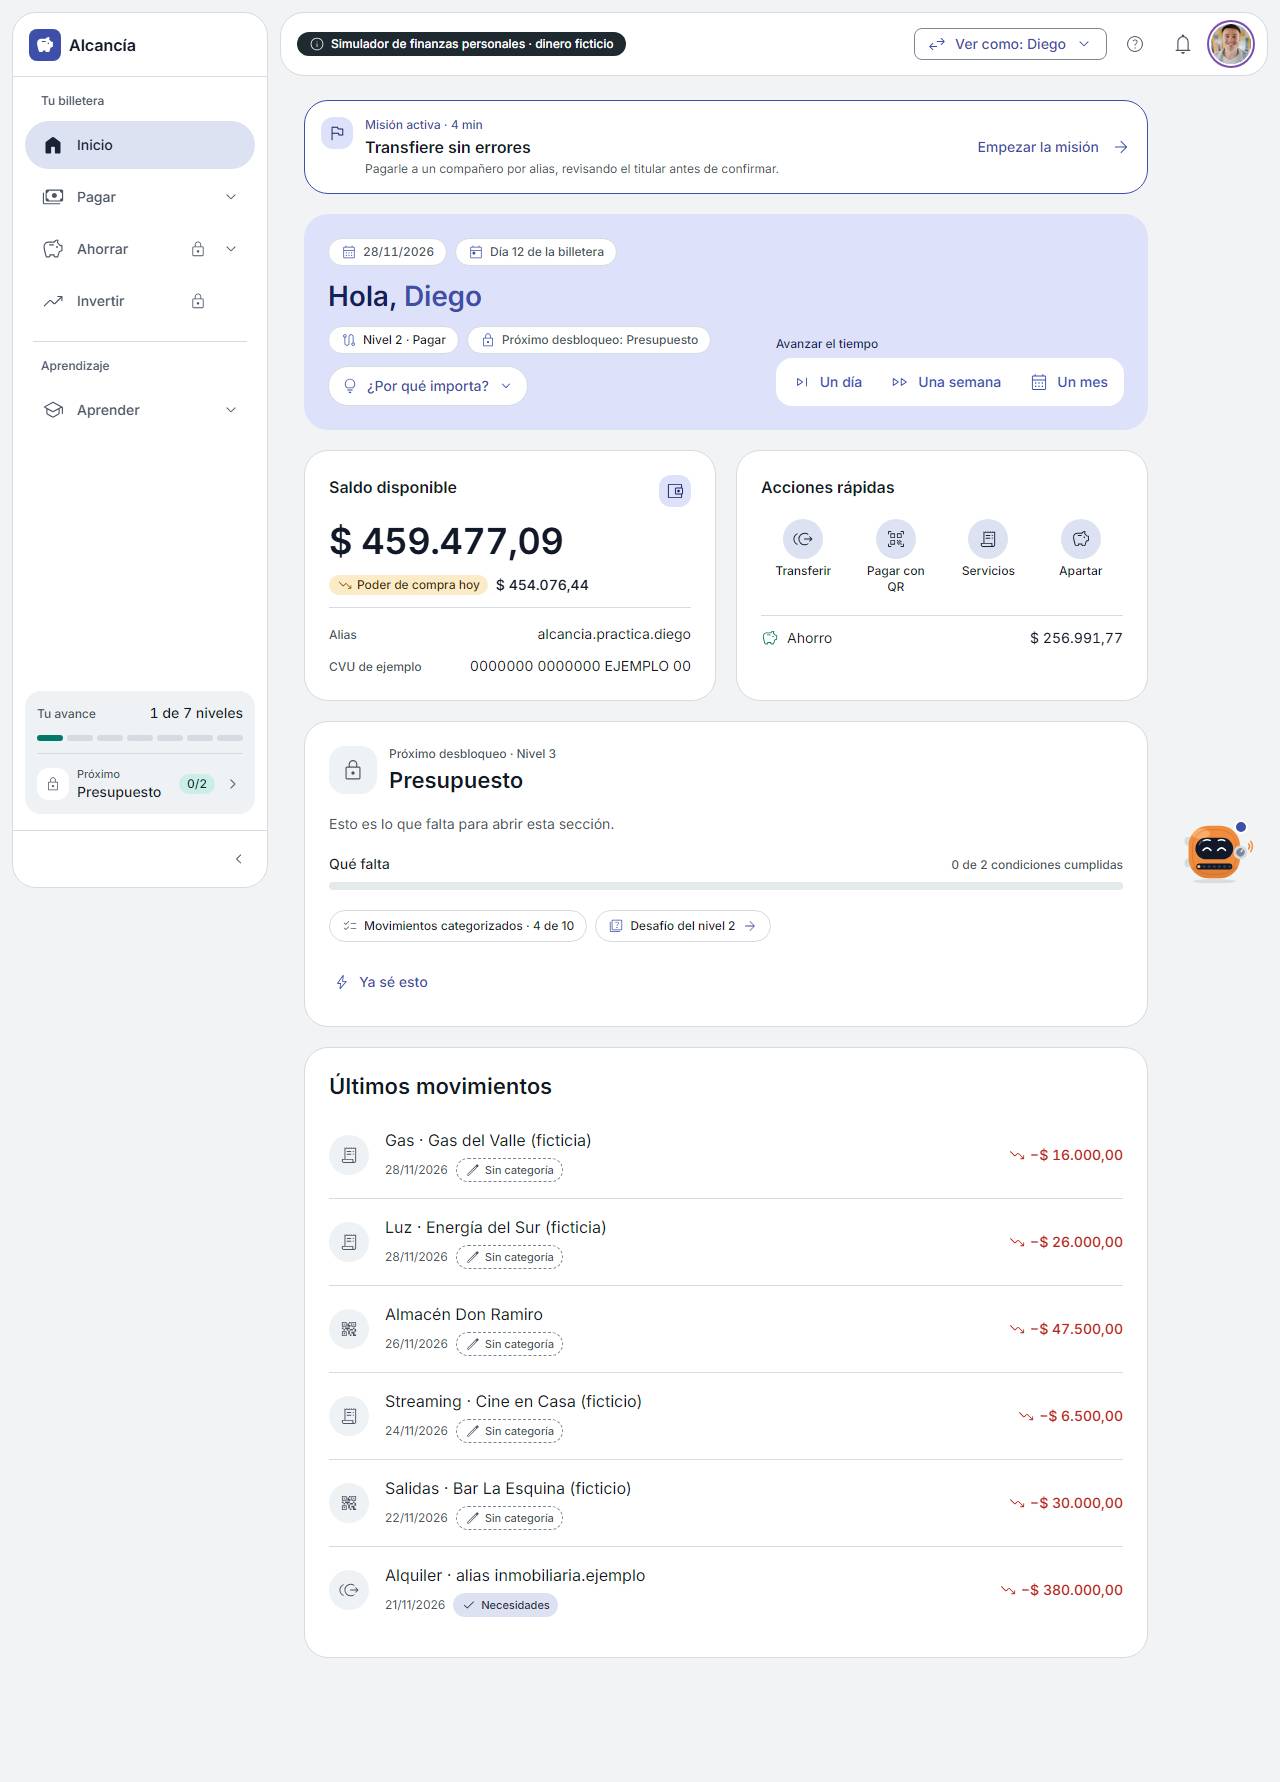 Alcancía
Simulador de finanzas personales · dinero ficticio
Ver como: Diego
Tu billetera
Inicio
Pagar
Ahorrar
Invertir
Aprendizaje
Aprender
Tu avance
1 de 7 niveles
Próximo
Presupuesto
0/2
Misión activa · 4 min
Transfiere sin errores
Pagarle a un compañero por alias, revisando el titular antes de confirmar.
Empezar la misión
28/11/2026
Día 12 de la billetera
Hola, Diego
Nivel 2 · Pagar
Próximo desbloqueo: Presupuesto
¿Por qué importa?
Avanzar el tiempo
Un día
Una semana
Un mes
Saldo disponible
$ 459.477,09
Poder de compra hoy
$ 454.076,44
Alias
alcancia.practica.diego
CVU de ejemplo
0000000 0000000 EJEMPLO 00
Acciones rápidas
Transferir
Pagar con
QR
Servicios
Apartar
Ahorro
$ 256.991,77
Próximo desbloqueo · Nivel 3
Presupuesto
Esto es lo que falta para abrir esta sección.
Qué falta
0 de 2 condiciones cumplidas
Movimientos categorizados · 4 de 10
Desafío del nivel 2
Ya sé esto
Últimos movimientos
Gas · Gas del Valle (ficticia)
28/11/2026
Sin categoría
−$ 16.000,00
Luz · Energía del Sur (ficticia)
28/11/2026
Sin categoría
−$ 26.000,00
Almacén Don Ramiro
26/11/2026
Sin categoría
−$ 47.500,00
Streaming · Cine en Casa (ficticio)
24/11/2026
Sin categoría
−$ 6.500,00
Salidas · Bar La Esquina (ficticio)
22/11/2026
Sin categoría
−$ 30.000,00
Alquiler · alias inmobiliaria.ejemplo
21/11/2026
Necesidades
−$ 380.000,00